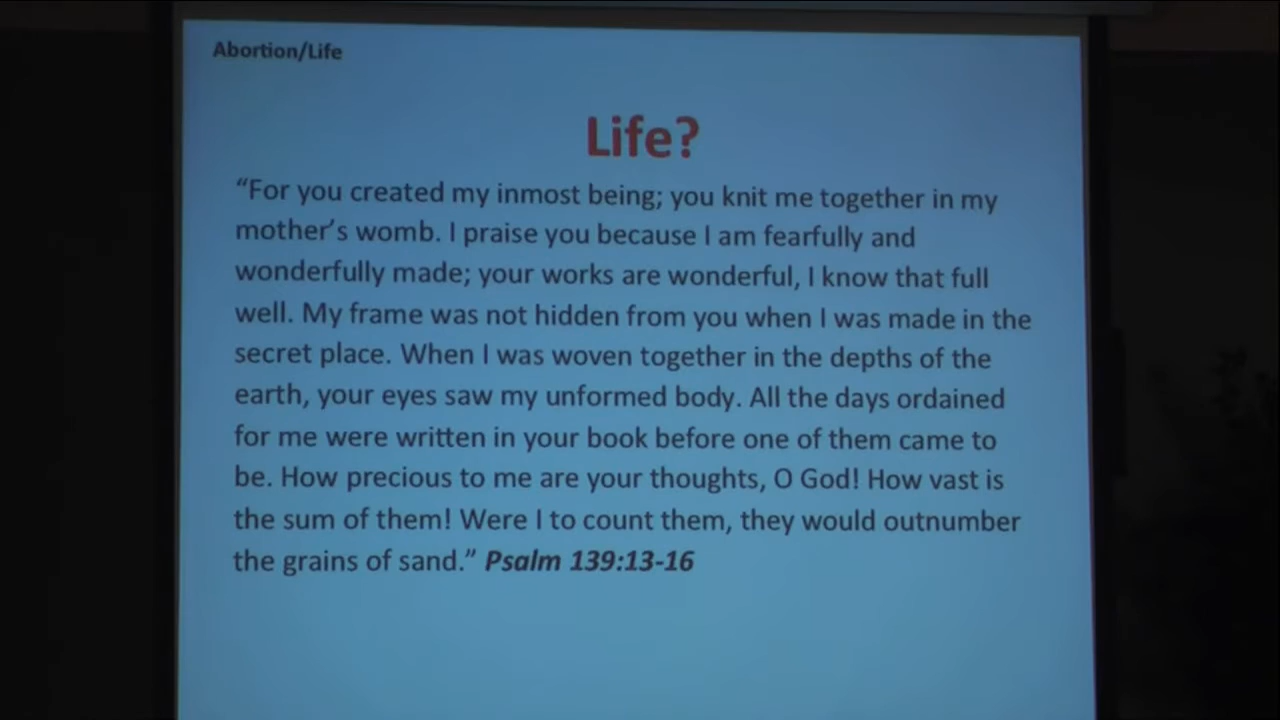 Abortion/Life
Life?
“For you created my inmost being; you knit me together in my
mother’s womb. I praise you because I am fearfully and
wonderfully made; your works are wonderful, I know that full
well. My frame was not hidden from you when I was made in the
secret place. When I was woven together in the depths of the
earth, your eyes saw my unformed body. All the days ordained
for me were written in your book before one of them came to
be. How precious to me are your thoughts, O God! How vast is
the sum of them! Were I to count them, they would outnumber
the grains of sand.” Psalm 139:13-16